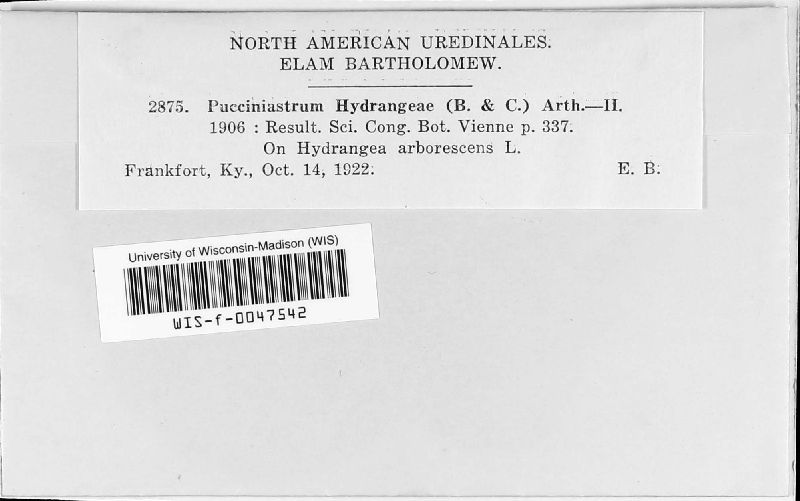 NORTH AMERICAN UREDINALES.
ELAM BARTHOLOMEW.
2875. Pucciniastrum Hydrangeae (B. & C.) Arth.—II.
1906 : Result. Sci. Cong. Bot. Vienne p. 337.
On Hydrangea arborescens L.
Frankfort, Ky., Oct. 14, 1922. E. B.
University of Wisconsin-Madison (WIS)
WIS-f-0047542